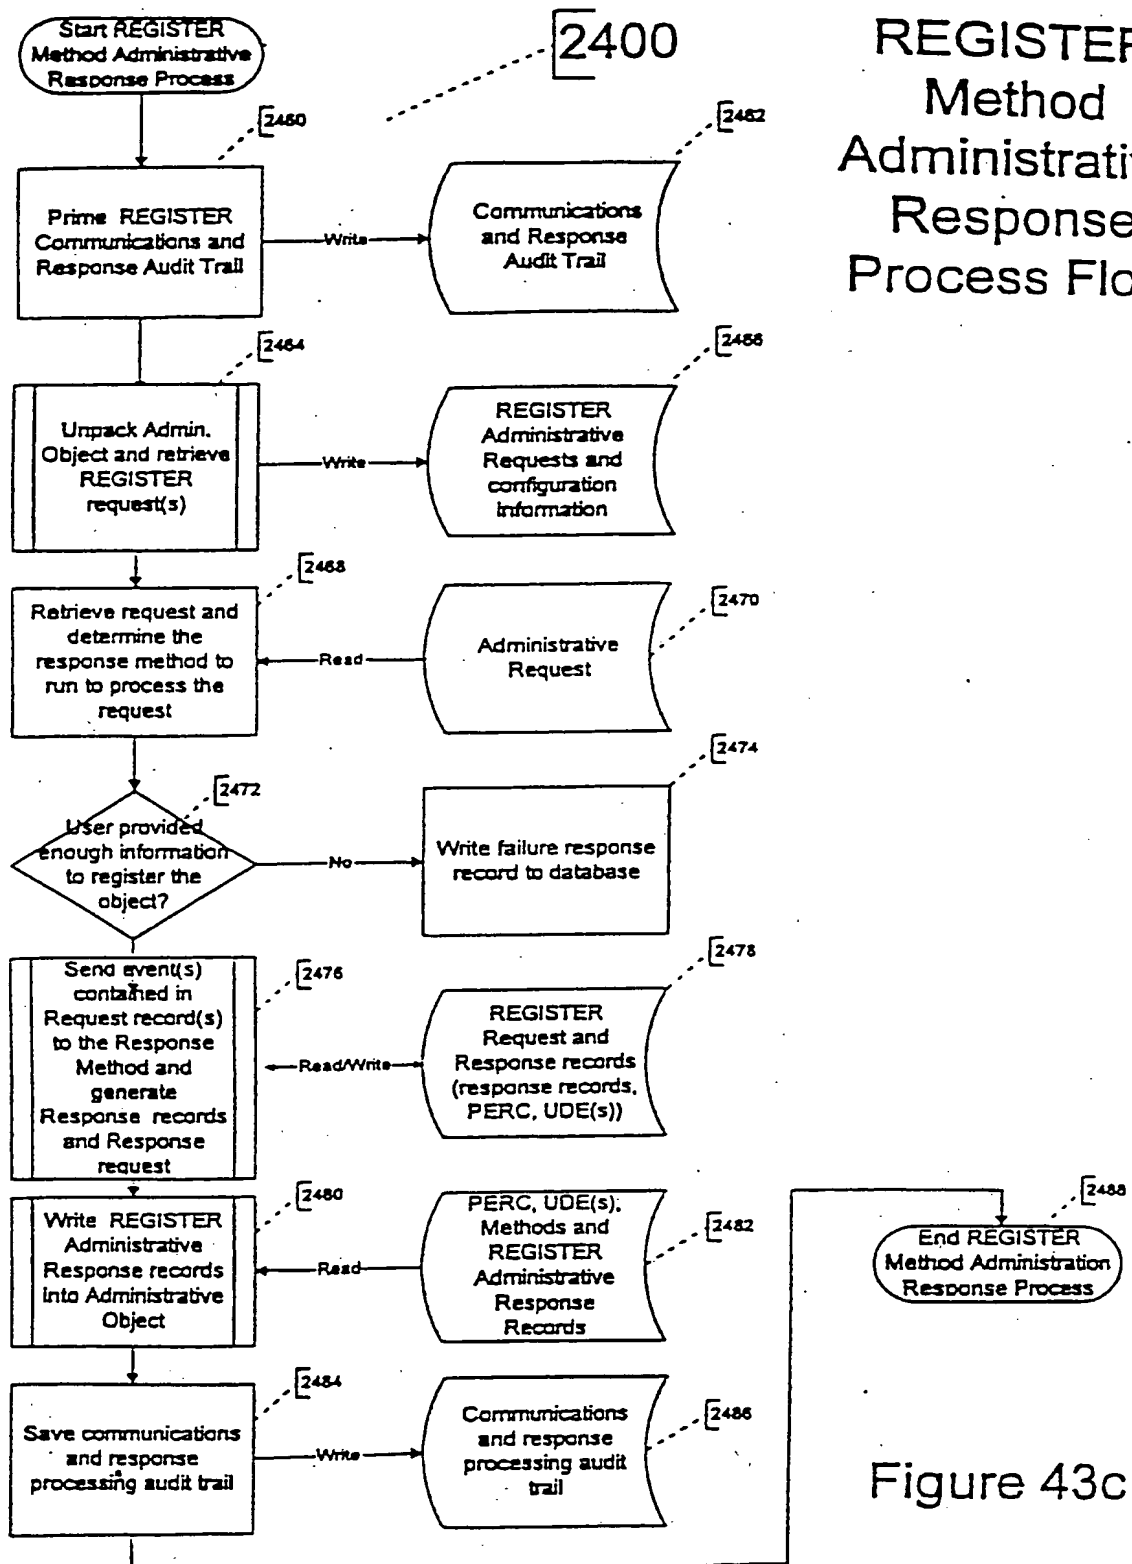 Start REGISTER
Method Administrative
Response Process
2400
REGISTER
Method
Administrativ
Response
Process Flo
2460
Prime REGISTER
Communications and
Response Audit Trail
Write
2462
Communications
and Response
Audit Trail
2464
Unpack Admin.
Object and retrieve
REGISTER
request(s)
Write
2466
REGISTER
Administrative
Requests and
configuration
information
2468
Retrieve request and
determine the
response method to
run to process the
request
Read
2470
Administrative
Request
2472
User provided
enough information
to register the
object?
No
2474
Write failure response
record to database
2476
Send event(s)
contained in
Request record(s)
to the Response
Method and
generate
Response records
and Response
request
Read/Write
2478
REGISTER
Request and
Response records
(response records,
PERC, UDE(s))
2480
Write REGISTER
Administrative
Response records
into Administrative
Object
Read
2482
PERC, UDE(s),
Methods and
REGISTER
Administrative
Response
Records
2484
Save communications
and response
processing audit trail
Write
2486
Communications
and response
processing audit
trail
2488
End REGISTER
Method Administration
Response Process
Figure 43c